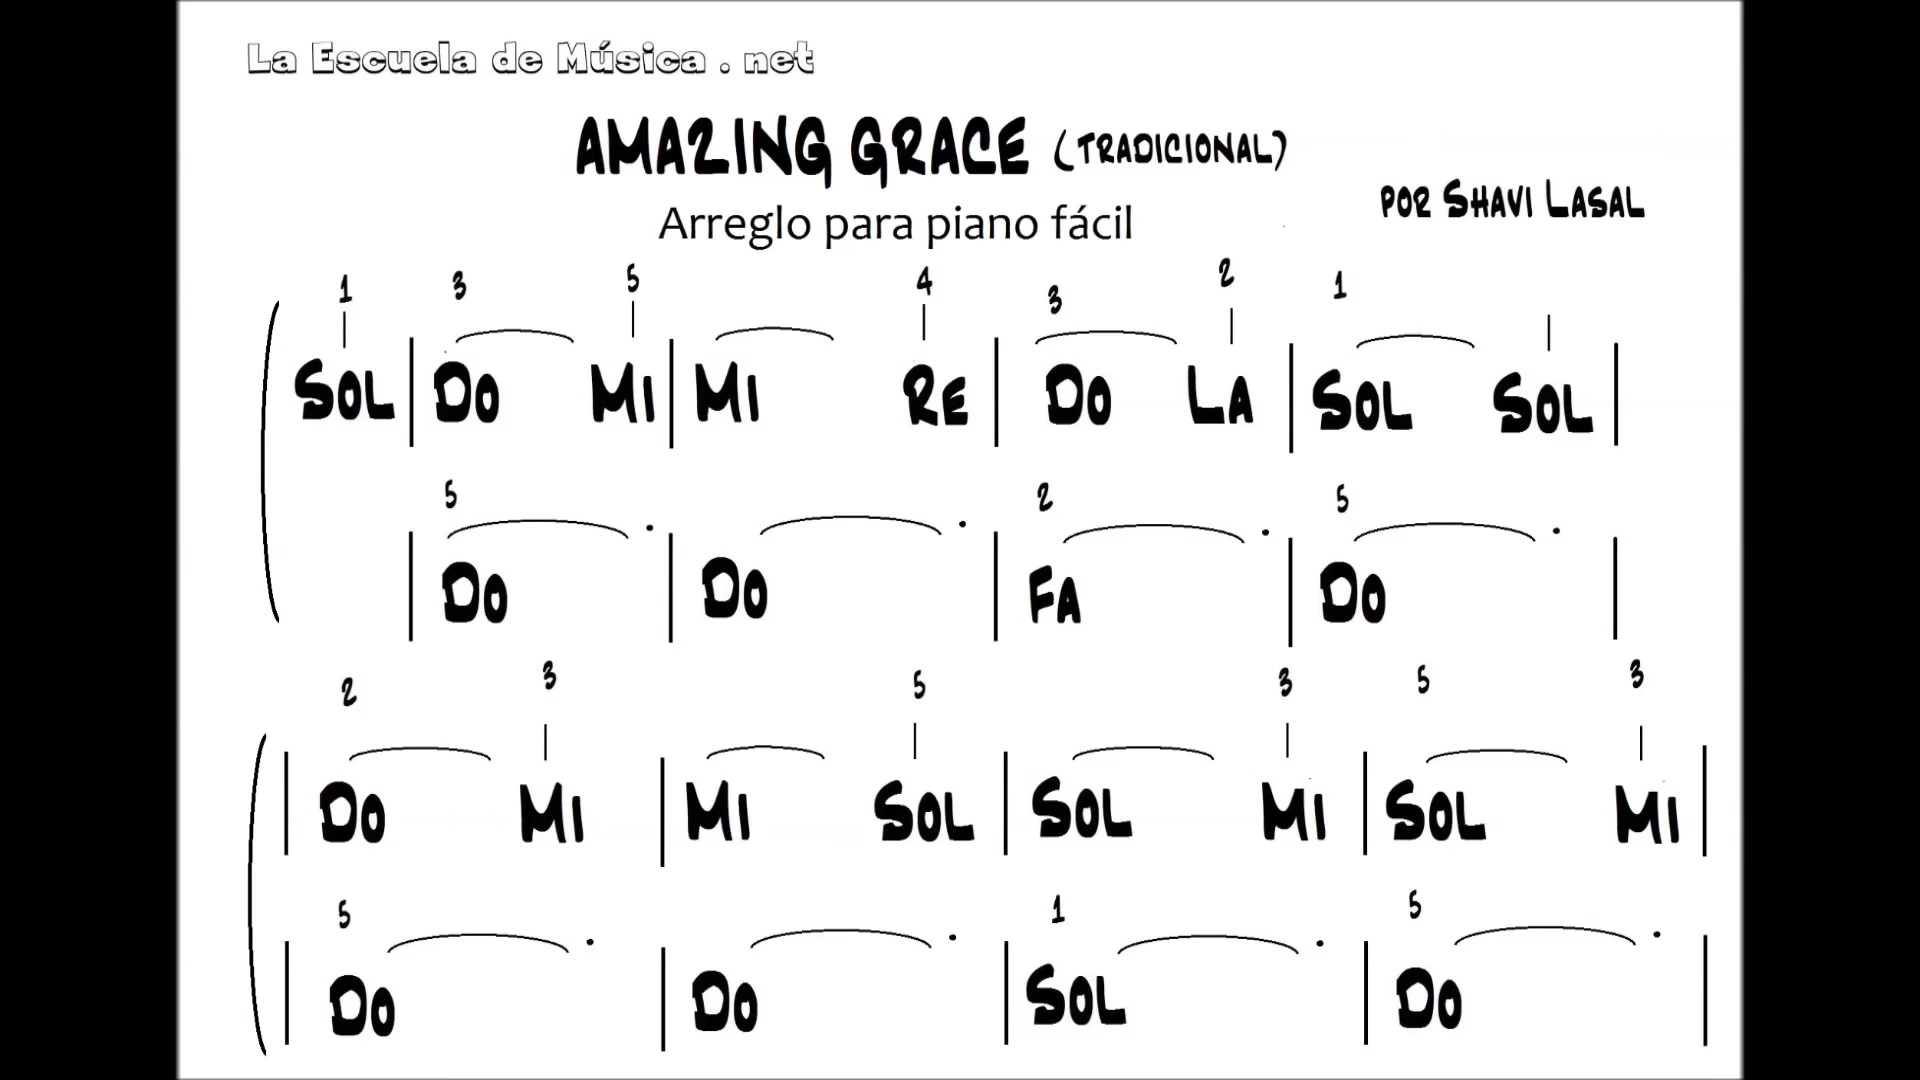 La Escuela de Música . net
AMAZING GRACE (TRADICIONAL)
POR SHAVI LASAL
Arreglo para piano fácil
1 3 5 4 3 2 1
SOL DO MI MI RE DO LA SOL SOL
5 2 5
DO DO FA DO
2 3 5 3 5 3
DO MI MI SOL SOL MI SOL MI
5 1 5
DO DO SOL DO